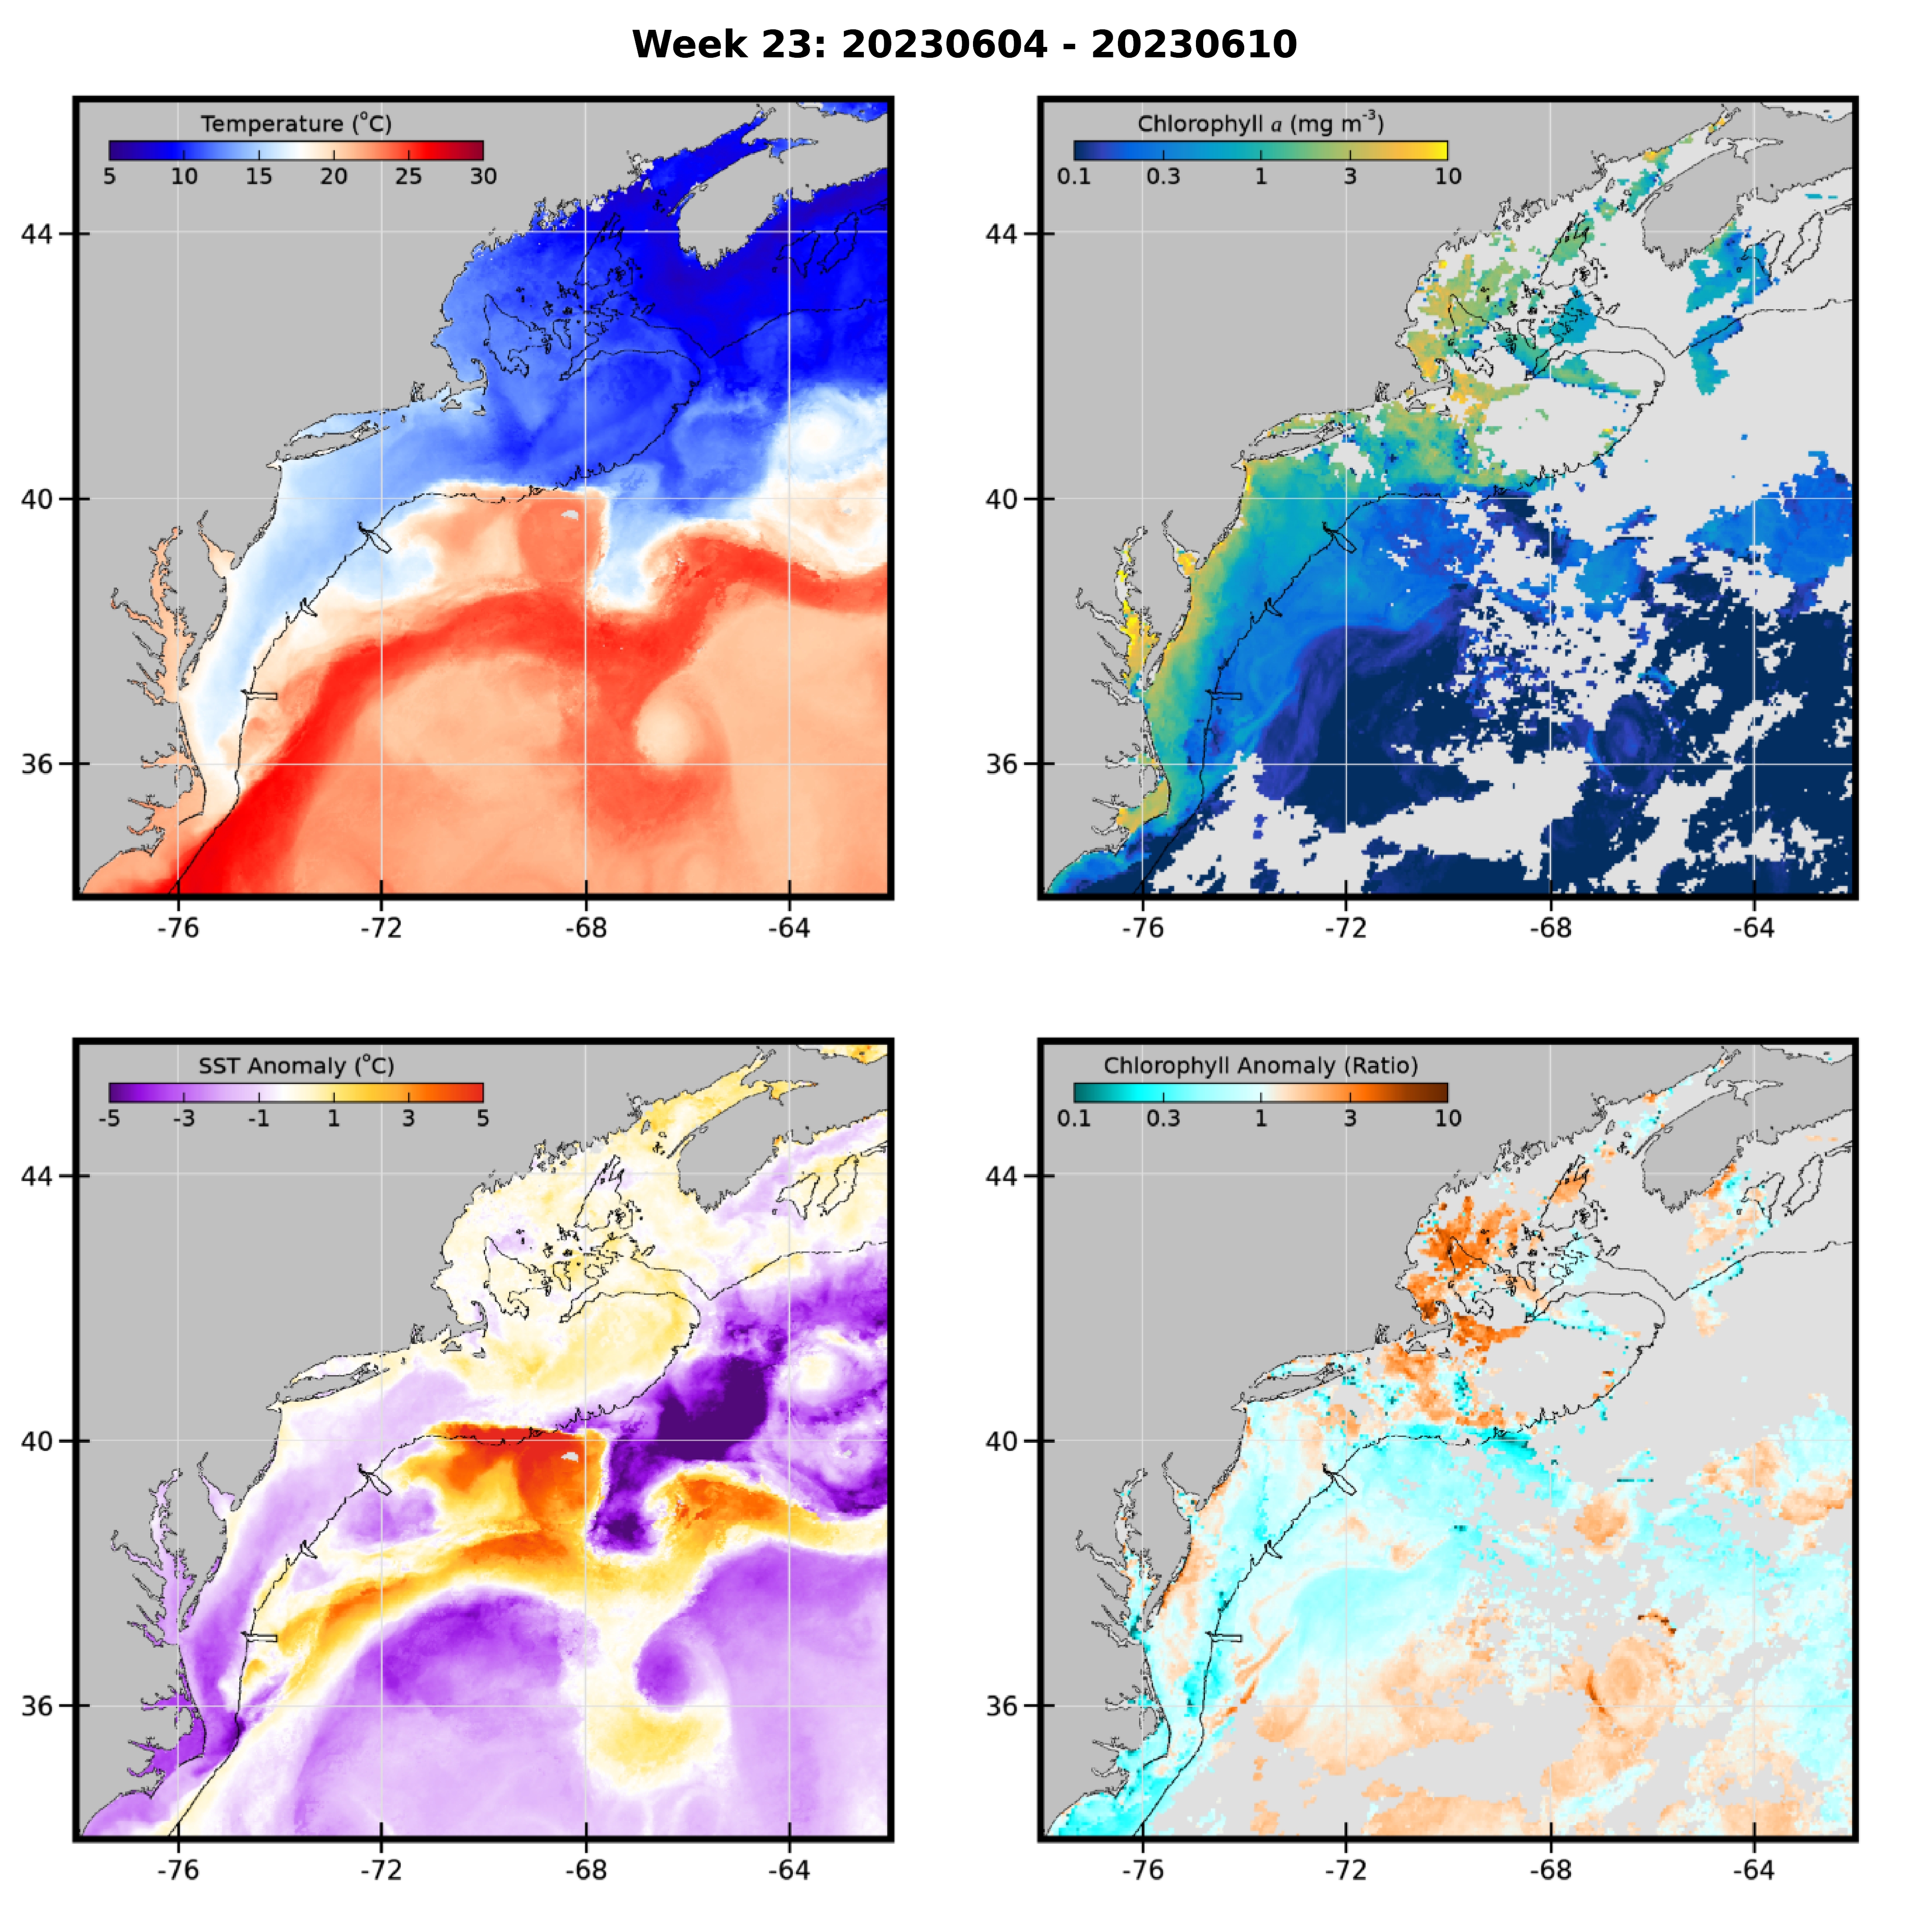 Week 23: 20230604 - 20230610
Temperature (°C)
5 10 15 20 25 30
44
40
36
-76 -72 -68 -64
Chlorophyll a (mg m-3)
0.1 0.3 1 3 10
44
40
36
-76 -72 -68 -64
SST Anomaly (°C)
-5 -3 -1 1 3 5
44
40
36
-76 -72 -68 -64
Chlorophyll Anomaly (Ratio)
0.1 0.3 1 3 10
44
40
36
-76 -72 -68 -64